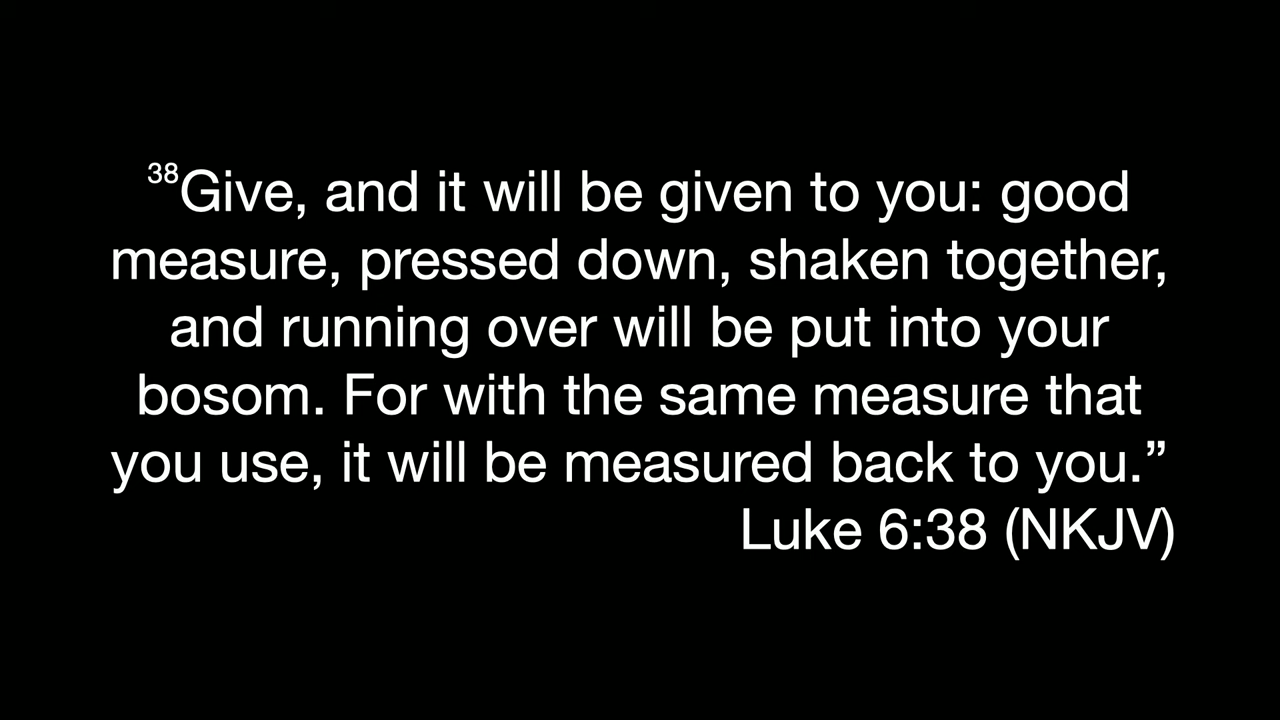 38Give, and it will be given to you: good
measure, pressed down, shaken together,
and running over will be put into your
bosom. For with the same measure that
you use, it will be measured back to you.”
Luke 6:38 (NKJV)